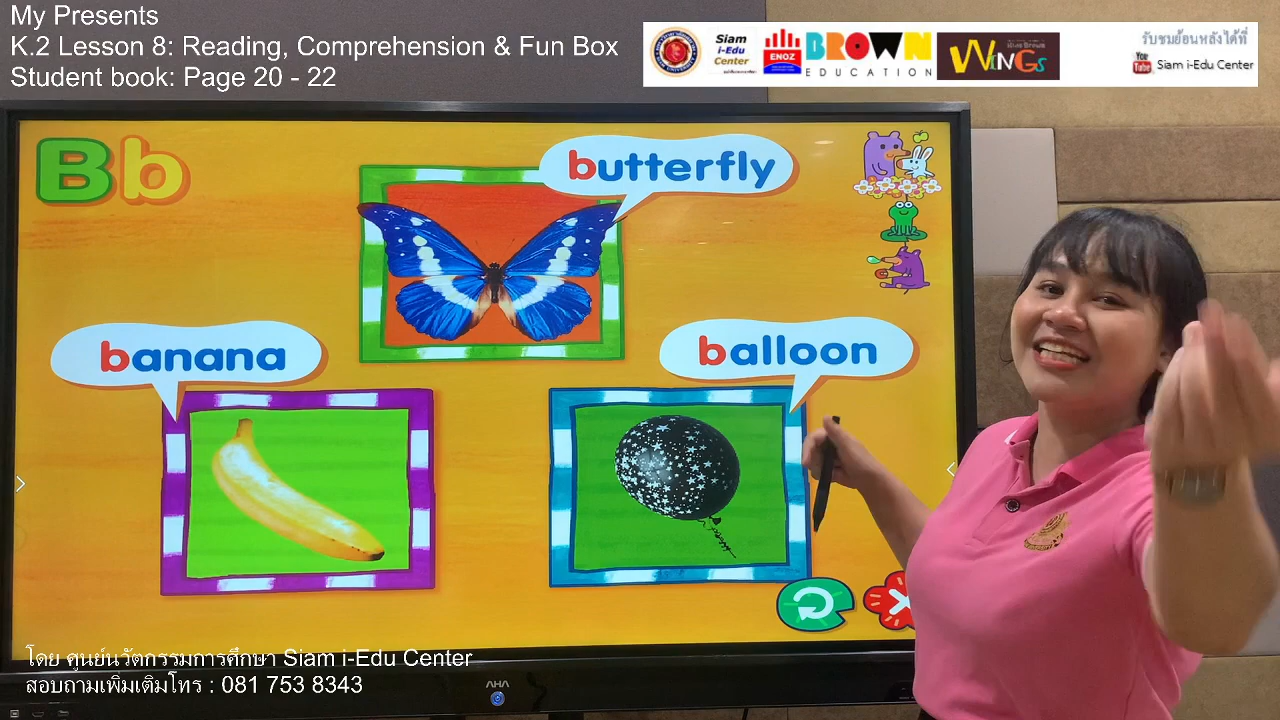 My Presents
K.2 Lesson 8: Reading, Comprehension & Fun Box
Student book: Page 20 - 22
Siam
i-Edu
Center
ENOZ
BROWN
EDUCATION
WINGS
รับชมย้อนหลังได้ที่
You
Tube
Siam i-Edu Center
B b
butterfly
banana
balloon
โดย ศูนย์นวัตกรรมการศึกษา Siam i-Edu Center
สอบถามเพิ่มเติมโทร : 081 753 8343
AHA